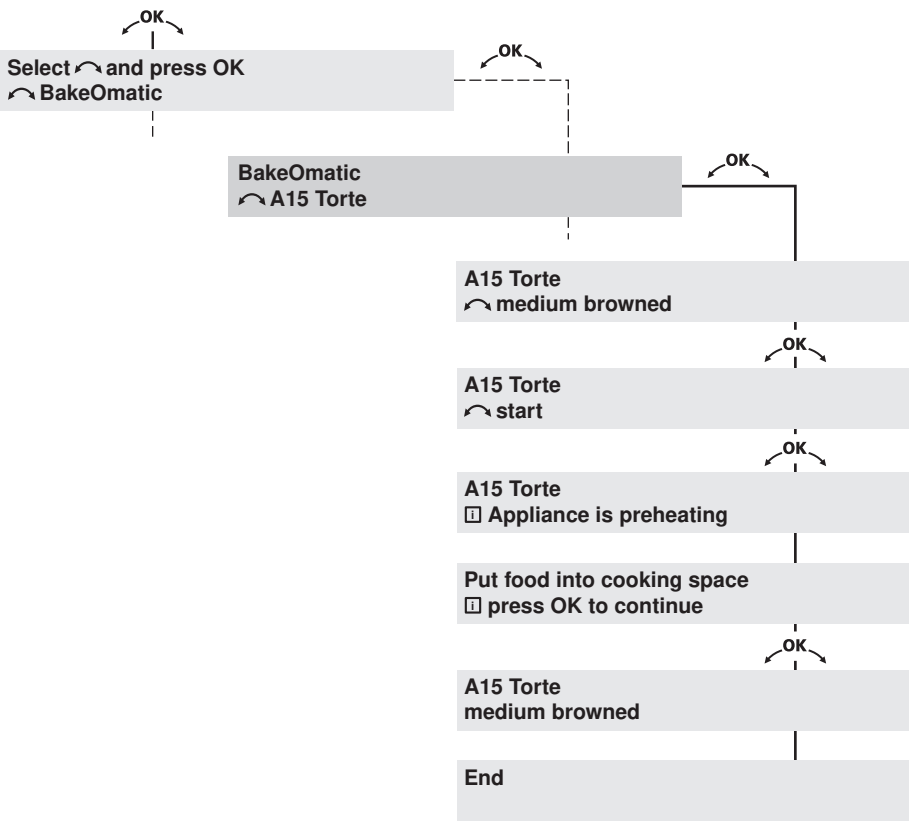 OK
Select and press OK
BakeOmatic
OK
BakeOmatic
A15 Torte
OK
A15 Torte
medium browned
OK
A15 Torte
start
OK
A15 Torte
i Appliance is preheating
Put food into cooking space
i press OK to continue
OK
A15 Torte
medium browned
End